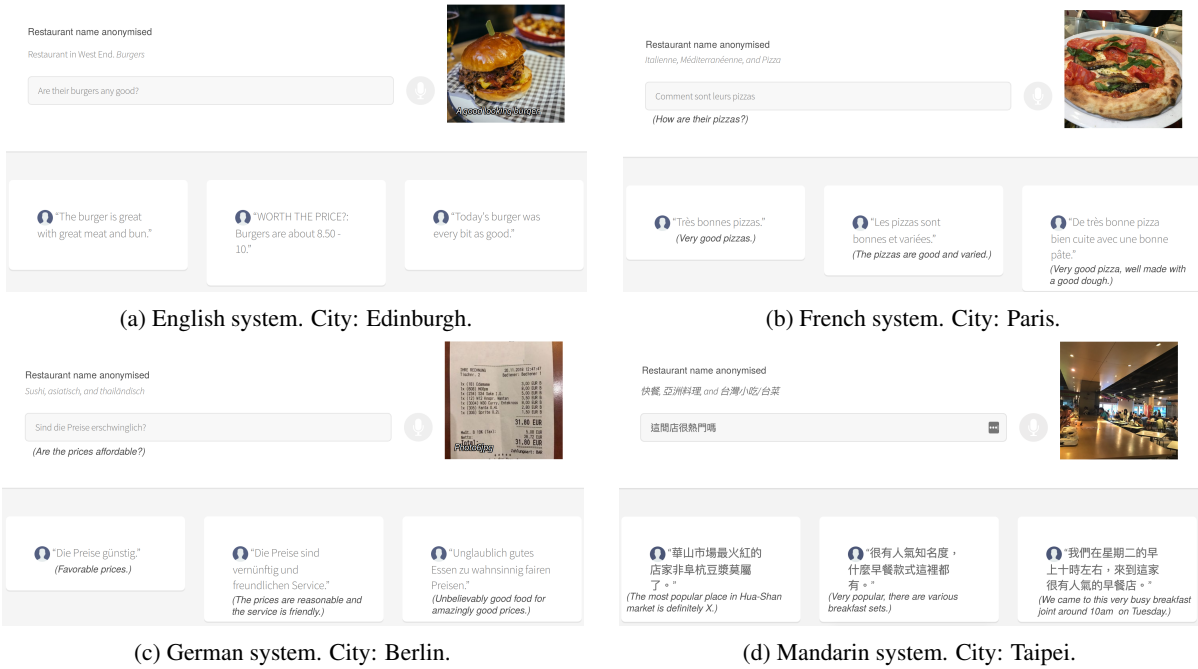 Restaurant name anonymised
Restaurant in West End. Burgers
Are their burgers any good?
A good looking burger
“The burger is great
with great meat and bun.”
“WORTH THE PRICE?:
Burgers are about 8.50 -
10.”
“Today's burger was
every bit as good.”
(a) English system. City: Edinburgh.
Restaurant name anonymised
Italienne, Méditerranéenne, and Pizza
Comment sont leurs pizzas
(How are their pizzas?)
“Très bonnes pizzas.”
(Very good pizzas.)
“Les pizzas sont
bonnes et variées.”
(The pizzas are good and varied.)
“De très bonne pizza
bien cuite avec une bonne
pâte.”
(Very good pizza, well made with
a good dough.)
(b) French system. City: Paris.
Restaurant name anonymised
Sushi, asiatisch, and thailändisch
Sind die Preise erschwinglich?
(Are the prices affordable?)
31.80 EUR
31.80 EUR
“Die Preise günstig.”
(Favorable prices.)
“Die Preise sind
vernünftig und
freundlichen Service.”
(The prices are reasonable and
the service is friendly.)
“Unglaublich gutes
Essen zu wahnsinnig fairen
Preisen.”
(Unbelievably good food for
amazingly good prices.)
(c) German system. City: Berlin.
Restaurant name anonymised
快餐, 亞洲料理, and 台灣小吃/台菜
這間店很熱門嗎
“華山市場最火紅的
店家非阜杭豆漿莫屬
了。”
(The most popular place in Hua-Shan
market is definitely X.)
“很有人氣知名度，
什麼早餐款式這裡都
有。”
(Very popular, there are various
breakfast sets.)
“我們在星期二的早
上十時左右，來到這家
很有人氣的早餐店。”
(We came to this very busy breakfast
joint around 10am on Tuesday.)
(d) Mandarin system. City: Taipei.